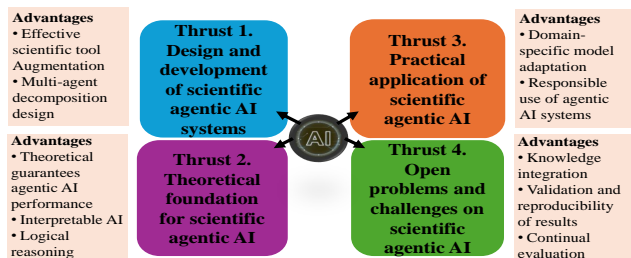 Advantages
• Effective
scientific tool
Augmentation
• Multi-agent
decomposition
design
Thrust 1.
Design and
development
of scientific
agentic AI
systems
Thrust 3.
Practical
application of
scientific
agentic AI
Advantages
• Domain-
specific model
adaptation
• Responsible
use of agentic
AI systems
AI
Advantages
• Theoretical
guarantees
agentic AI
performance
• Interpretable AI
• Logical
reasoning
Thrust 2.
Theoretical
foundation
for scientific
agentic AI
Thrust 4.
Open
problems and
challenges on
scientific
agentic AI
Advantages
• Knowledge
integration
• Validation and
reproducibility
of results
• Continual
evaluation